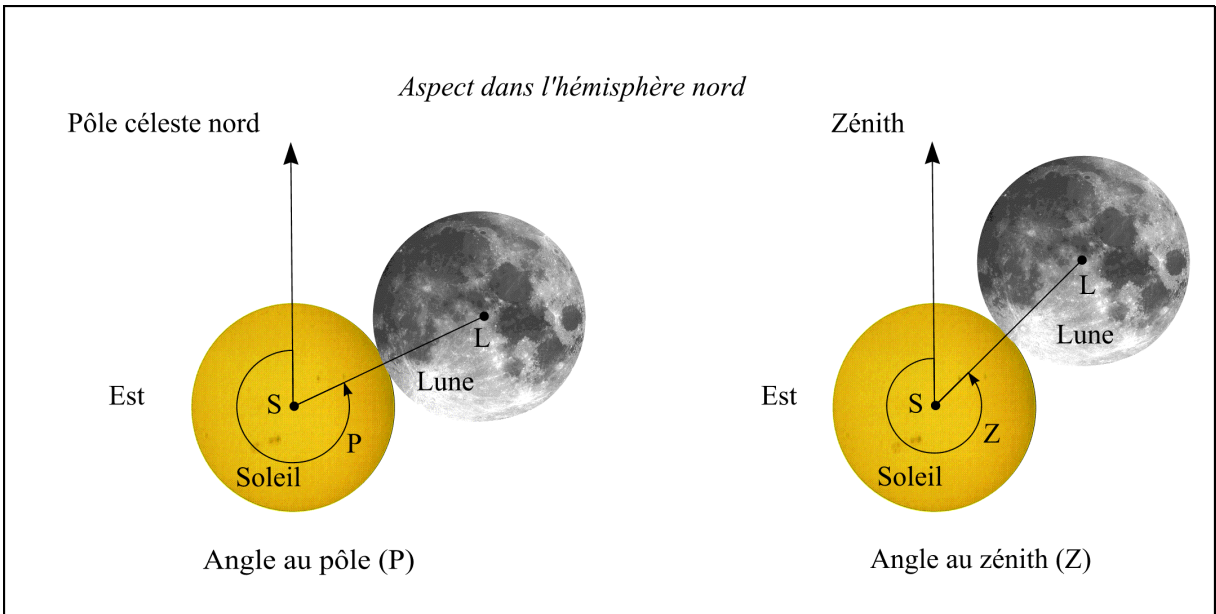 Aspect dans l'hémisphère nord
Pôle céleste nord
Zénith
L
Lune
Est
S
P
Soleil
Angle au pôle (P)
L
Lune
Est
S
Z
Soleil
Angle au zénith (Z)